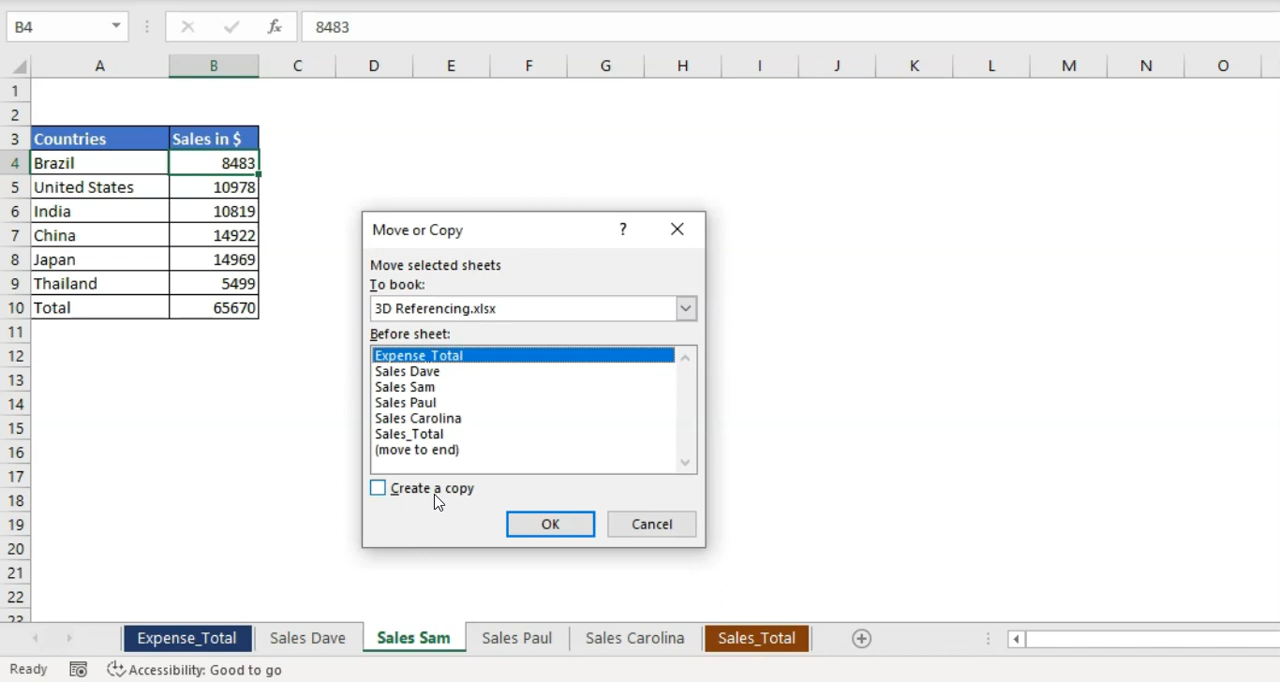 B4 fx 8483
A B C D E F G H I J K L M N O
1
2
3 Countries Sales in $
4 Brazil 8483
5 United States 10978
6 India 10819
7 China 14922
8 Japan 14969
9 Thailand 5499
10 Total 65670
11
12
13
14
15
16
17
18
19
20
21
22
23
Move or Copy ? X
Move selected sheets
To book:
3D Referencing.xlsx
Before sheet:
Expense_Total
Sales Dave
Sales Sam
Sales Paul
Sales Carolina
Sales_Total
(move to end)
Create a copy
OK Cancel
Expense_Total Sales Dave Sales Sam Sales Paul Sales Carolina Sales_Total
Ready Accessibility: Good to go